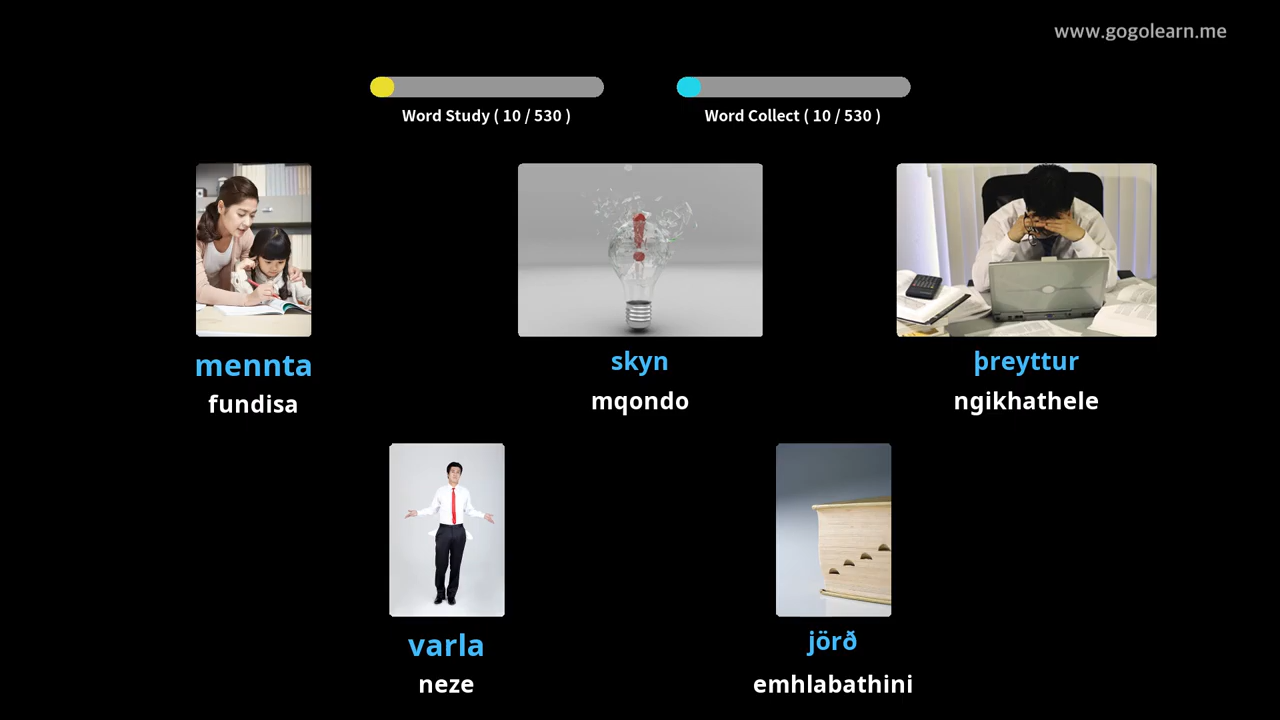 www.gogolearn.me
Word Study ( 10 / 530 )
Word Collect ( 10 / 530 )
mennta
fundisa
skyn
mqondo
þreyttur
ngikhathele
varla
neze
jörð
emhlabathini